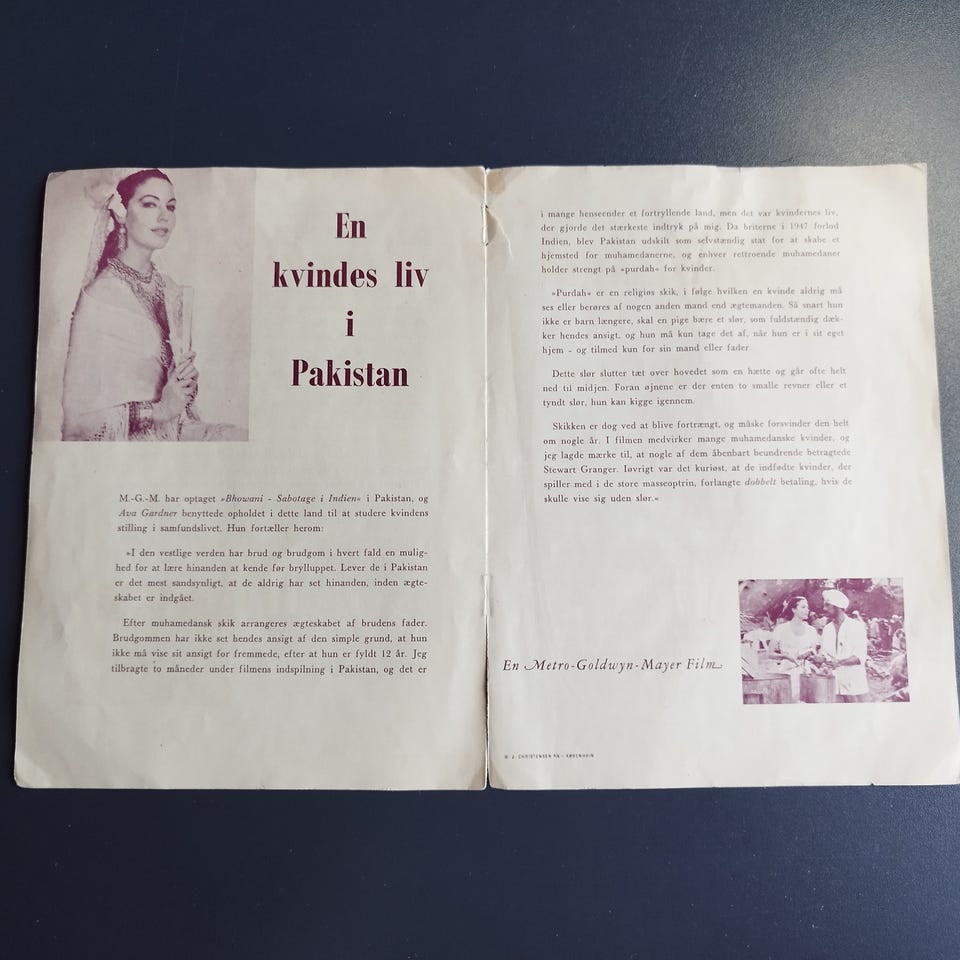 En
kvindes liv
i
Pakistan
M.-G.-M. har optaget »Bhowani - Sabotage i Indien« i Pakistan, og
Ava Gardner benyttede opholdet i dette land til at studere kvindens
stilling i samfundslivet. Hun fortæller herom:
»I den vestlige verden har brud og brudgom i hvert fald en mulig-
hed for at lære hinanden at kende før brylluppet. Lever de i Pakistan
er det mest sandsynligt, at de aldrig har set hinanden, inden ægte-
skabet er indgået.
Efter muhamedansk skik arrangeres ægteskabet af brudens fader.
Brudgommen har ikke set hendes ansigt af den simple grund, at hun
ikke må vise sit ansigt for fremmede, efter at hun er fyldt 12 år. Jeg
tilbragte to måneder under filmens indspilning i Pakistan, og det er
i mange henseender et fortryllende land, men det var kvindernes liv,
der gjorde det stærkeste indtryk på mig. Da briterne i 1947 forlod
Indien, blev Pakistan udskilt som selvstændig stat for at skabe et
hjemsted for muhamedanerne, og enhver rettroende muhamedaner
holder strengt på »purdah« for kvinder.
»Purdah« er en religiøs skik, i følge hvilken en kvinde aldrig må
ses eller berøres af nogen anden mand end ægtemanden. Så snart hun
ikke er barn længere, skal en pige bære et slør, som fuldstændig dæk-
ker hendes ansigt, og hun må kun tage det af, når hun er i sit eget
hjem - og tilmed kun for sin mand eller fader.
Dette slør slutter tæt over hovedet som en hætte og går ofte helt
ned til midjen. Foran øjnene er der enten to smalle revner eller et
tyndt slør, hun kan kigge igennem.
Skikken er dog ved at blive fortrængt, og måske forsvinder den helt
om nogle år. I filmen medvirker mange muhamedanske kvinder, og
jeg lagde mærke til, at nogle af dem åbenbart beundrende betragtede
Stewart Granger. Iøvrigt var det kuriøst, at de indfødte kvinder, der
spiller med i de store masseoptrin, forlangte dobbelt betaling, hvis de
skulle vise sig uden slør.«
En Metro-Goldwyn-Mayer Film
J. CHRISTENSEN KØBENHAVN